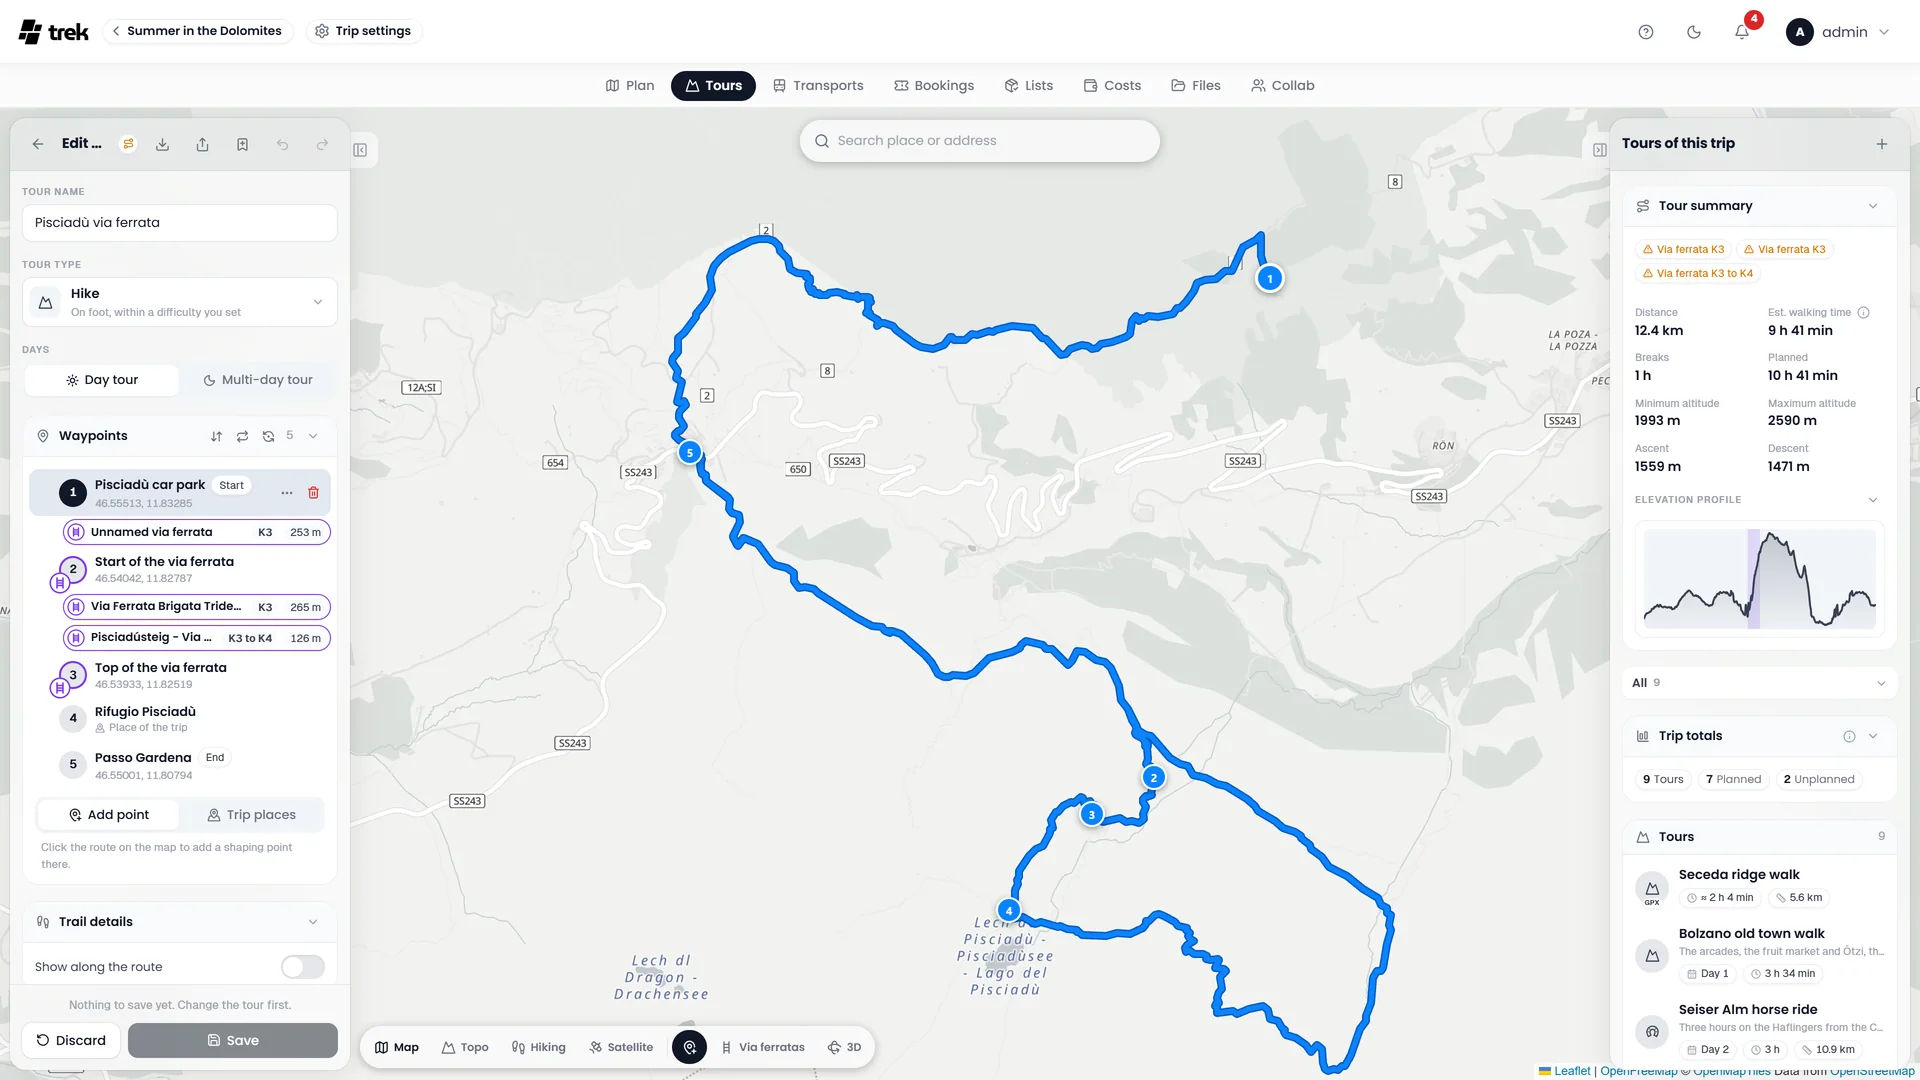 trek
Summer in the Dolomites
Trip settings
4
A
admin
Plan
Tours
Transports
Bookings
Lists
Costs
Files
Collab
Edit ...
TOUR NAME
Pisciadù via ferrata
TOUR TYPE
Hike
On foot, within a difficulty you set
DAYS
Day tour
Multi-day tour
Waypoints
5
1
Pisciadù car park
Start
46.55513, 11.83285
Unnamed via ferrata
K3
253 m
2
Start of the via ferrata
46.54042, 11.82787
Via Ferrata Brigata Tride...
K3
265 m
Pisciadústeig - Via ...
K3 to K4
126 m
3
Top of the via ferrata
46.53933, 11.82519
4
Rifugio Pisciadù
Place of the trip
5
Passo Gardena
End
46.55001, 11.80794
Add point
Trip places
Click the route on the map to add a shaping point
there.
Trail details
Show along the route
Nothing to save yet. Change the tour first.
Discard
Save
Search place or address
8
2
1
LA POZA -
LA POZZA
8
12A;SI
2
SS243
RÖN
5
654
SS243
650
SS243
SS243
SS243
SS243
2
SS243
3
4
Pisciadù -
Pisciadùsee
- Lago del
Pisciadù
Lech dl
Dragon -
Drachensee
Map
Topo
Hiking
Satellite
Via ferratas
3D
Tours of this trip
Tour summary
Via ferrata K3
Via ferrata K3
Via ferrata K3 to K4
Distance
Est. walking time
12.4 km
9 h 41 min
Breaks
Planned
1 h
10 h 41 min
Minimum altitude
Maximum altitude
1993 m
2590 m
Ascent
Descent
1559 m
1471 m
ELEVATION PROFILE
All 9
Trip totals
9 Tours
7 Planned
2 Unplanned
Tours
9
Seceda ridge walk
GPX
≈ 2 h 4 min
5.6 km
Bolzano old town walk
The arcades, the fruit market and Ötzi, th...
Day 1
3 h 34 min
Seiser Alm horse ride
Three hours on the Haflingers from the C...
Day 2
3 h
10.9 km
Leaflet | OpenFreeMap © OpenMapTiles Data from OpenStreetMap